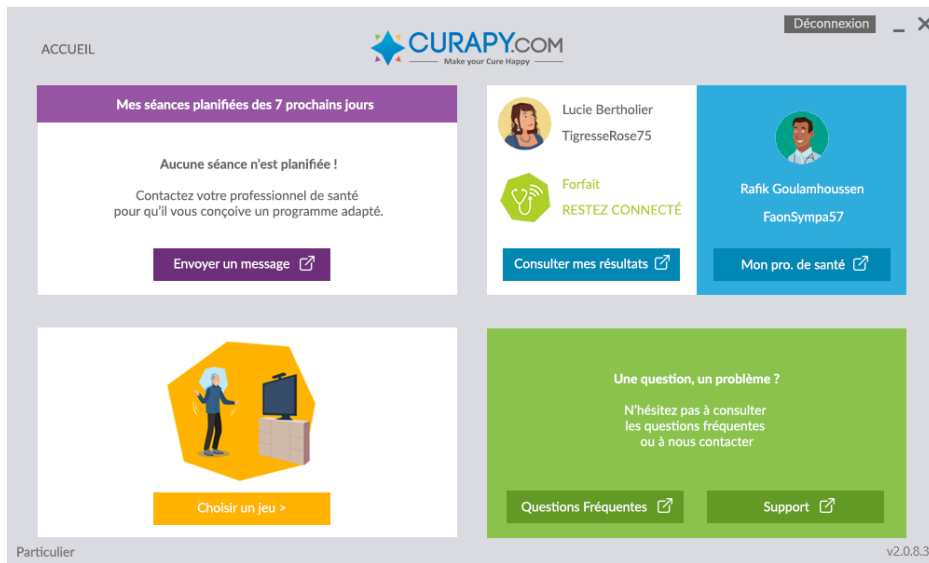 Déconnexion
ACCUEIL
CURAPY.COM
Make your Cure Happy
Mes séances planifiées des 7 prochains jours
Aucune séance n'est planifiée !
Contactez votre professionnel de santé
pour qu'il vous conçoive un programme adapté.
Envoyer un message
Lucie Bertholier
TigresseRose75
Forfait
RESTEZ CONNECTÉ
Consulter mes résultats
Rafik Goulamhoussen
FaonSympa57
Mon pro. de santé
Choisir un jeu >
Une question, un problème ?
N'hésitez pas à consulter
les questions fréquentes
ou à nous contacter
Questions Fréquentes
Support
Particulier
v2.0.8.3